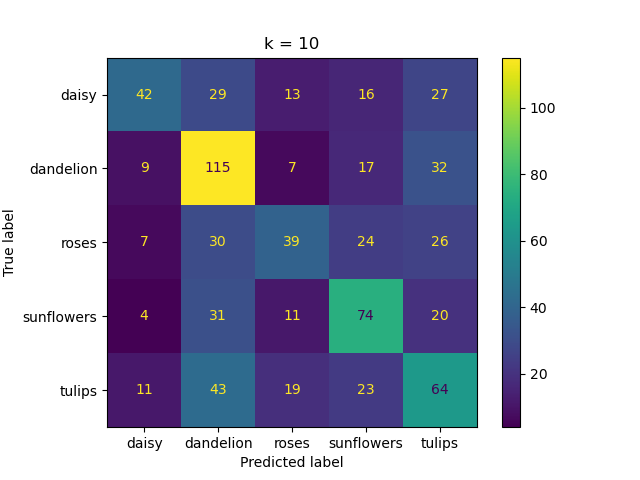 k = 10
True label
daisy 42 29 13 16 27
dandelion 9 115 7 17 32
roses 7 30 39 24 26
sunflowers 4 31 11 74 20
tulips 11 43 19 23 64
daisy dandelion roses sunflowers tulips
Predicted label
100
80
60
40
20